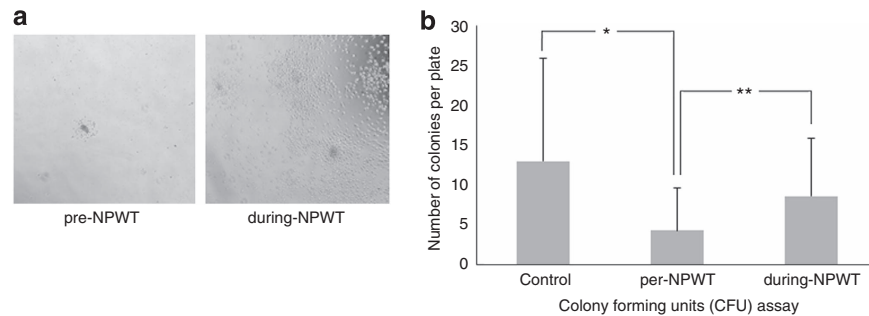 a
pre-NPWT
during-NPWT
b
Number of colonies per plate
30
25
20
15
10
5
0
*
**
Control
per-NPWT
during-NPWT
Colony forming units (CFU) assay